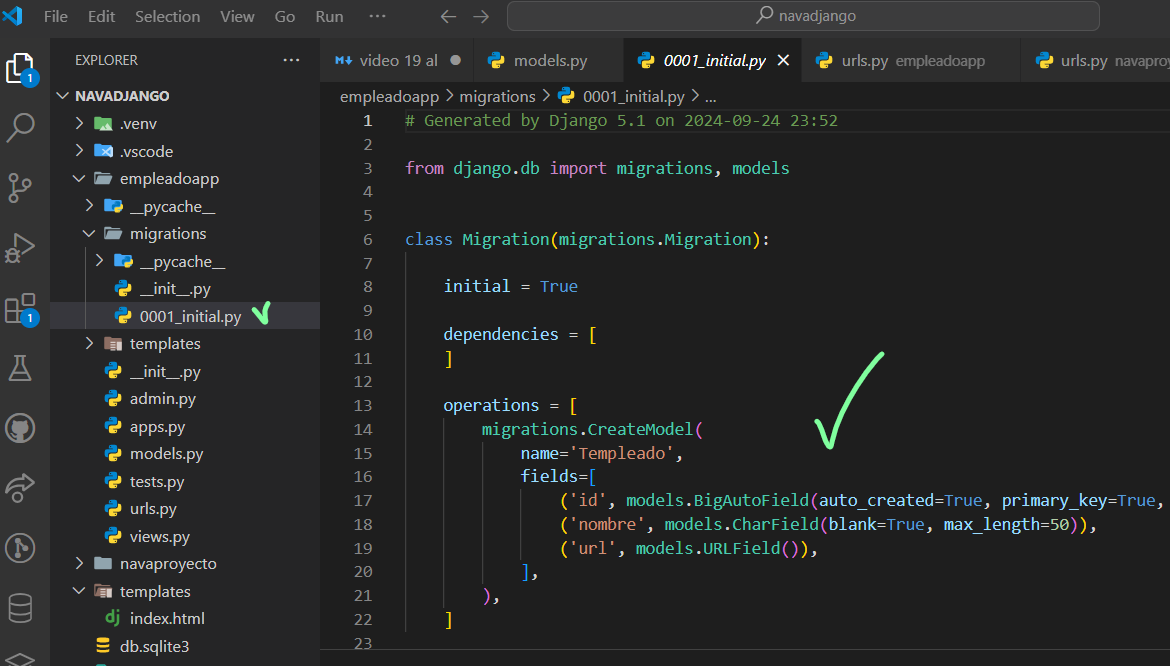 File Edit Selection View Go Run ··· navadjango
EXPLORER ···
NAVADJANGO
.venv
.vscode
empleadoapp
__pycache__
migrations
__pycache__
__init__.py
0001_initial.py
templates
__init__.py
admin.py
apps.py
models.py
tests.py
urls.py
views.py
navaproyecto
templates
index.html
db.sqlite3
1
1
video 19 al models.py 0001_initial.py urls.py empleadoapp urls.py navaproy
empleadoapp > migrations > 0001_initial.py > ...
1 # Generated by Django 5.1 on 2024-09-24 23:52
2
3 from django.db import migrations, models
4
5
6 class Migration(migrations.Migration):
7
8 initial = True
9
10 dependencies = [
11 ]
12
13 operations = [
14 migrations.CreateModel(
15 name='Templeado',
16 fields=[
17 ('id', models.BigAutoField(auto_created=True, primary_key=True,
18 ('nombre', models.CharField(blank=True, max_length=50)),
19 ('url', models.URLField()),
20 ],
21 ),
22 ]
23